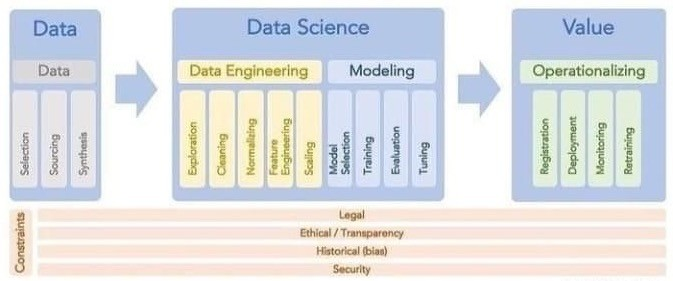 Data
Data Science
Value
Data
Data Engineering
Modeling
Operationalizing
Selection
Sourcing
Synthesis
Exploration
Cleaning
Normalizing
Feature
Engineering
Scaling
Model
Selection
Training
Evaluation
Tuning
Registration
Deployment
Monitoring
Retraining
Constraints
Legal
Ethical / Transparency
Historical (bias)
Security